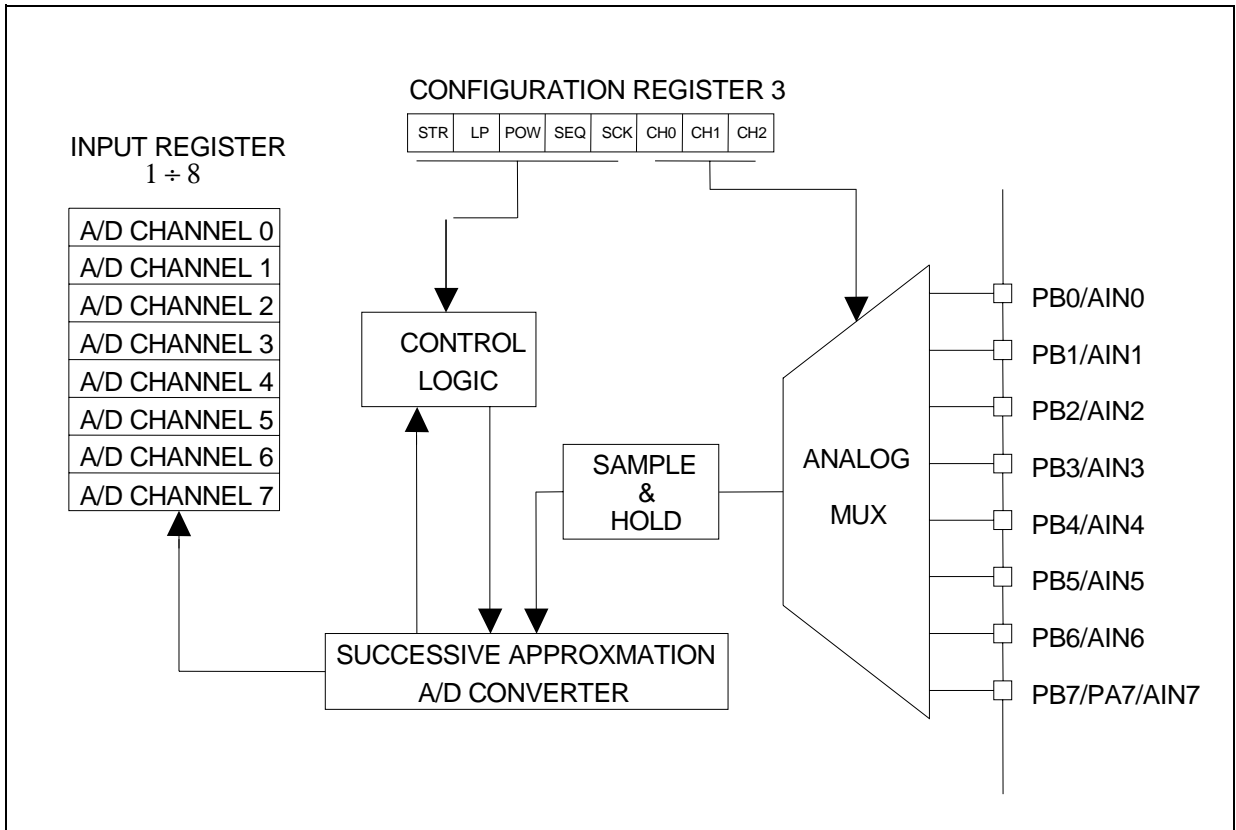 CONFIGURATION REGISTER 3
STR LP POW SEQ SCK CH0 CH1 CH2
INPUT REGISTER
1 ÷ 8
A/D CHANNEL 0
A/D CHANNEL 1
A/D CHANNEL 2
A/D CHANNEL 3
A/D CHANNEL 4
A/D CHANNEL 5
A/D CHANNEL 6
A/D CHANNEL 7
CONTROL
LOGIC
SAMPLE
&
HOLD
ANALOG
MUX
SUCCESSIVE APPROXMATION
A/D CONVERTER
PB0/AIN0
PB1/AIN1
PB2/AIN2
PB3/AIN3
PB4/AIN4
PB5/AIN5
PB6/AIN6
PB7/PA7/AIN7